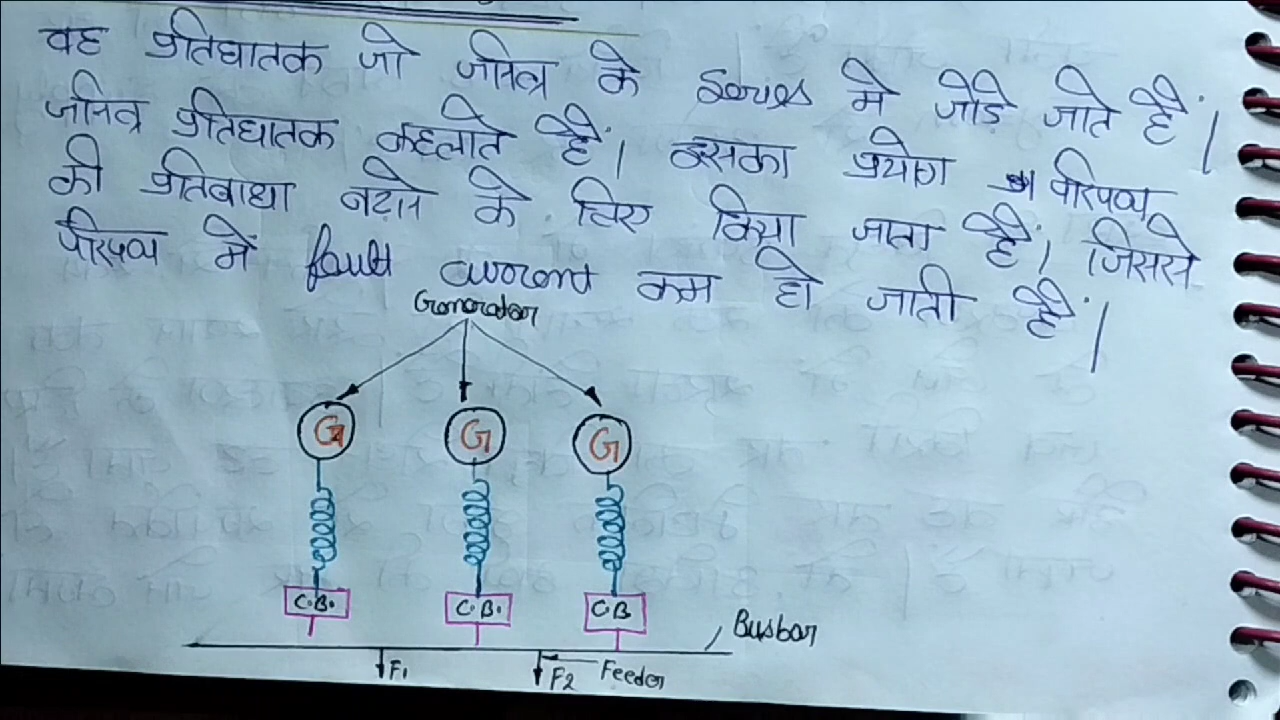 वह प्रतिघातक जो जनित्र के Series में जोड़े जाते हैं।
जनित्र प्रतिघातक कहलाते हैं। इसका प्रयोग परिपथ
की प्रतिबाधा बढ़ाने के लिए किया जाता है। जिससे
परिपथ में fault current कम हो जाती है।
Generator
G G G
C.B. C.B. C.B
Busbar
F1 F2 Feeder